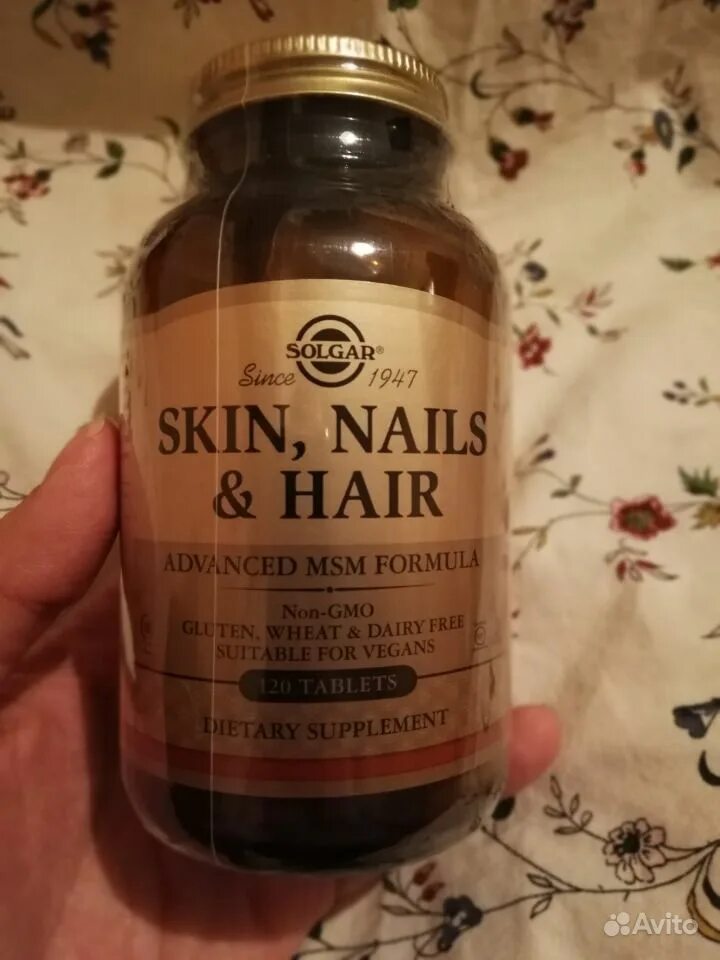 SOLGAR®
Since 1947
SKIN, NAILS
& HAIR
ADVANCED MSM FORMULA
Non-GMO
GLUTEN, WHEAT & DAIRY FREE
SUITABLE FOR VEGANS
120 TABLETS
DIETARY SUPPLEMENT
Avito